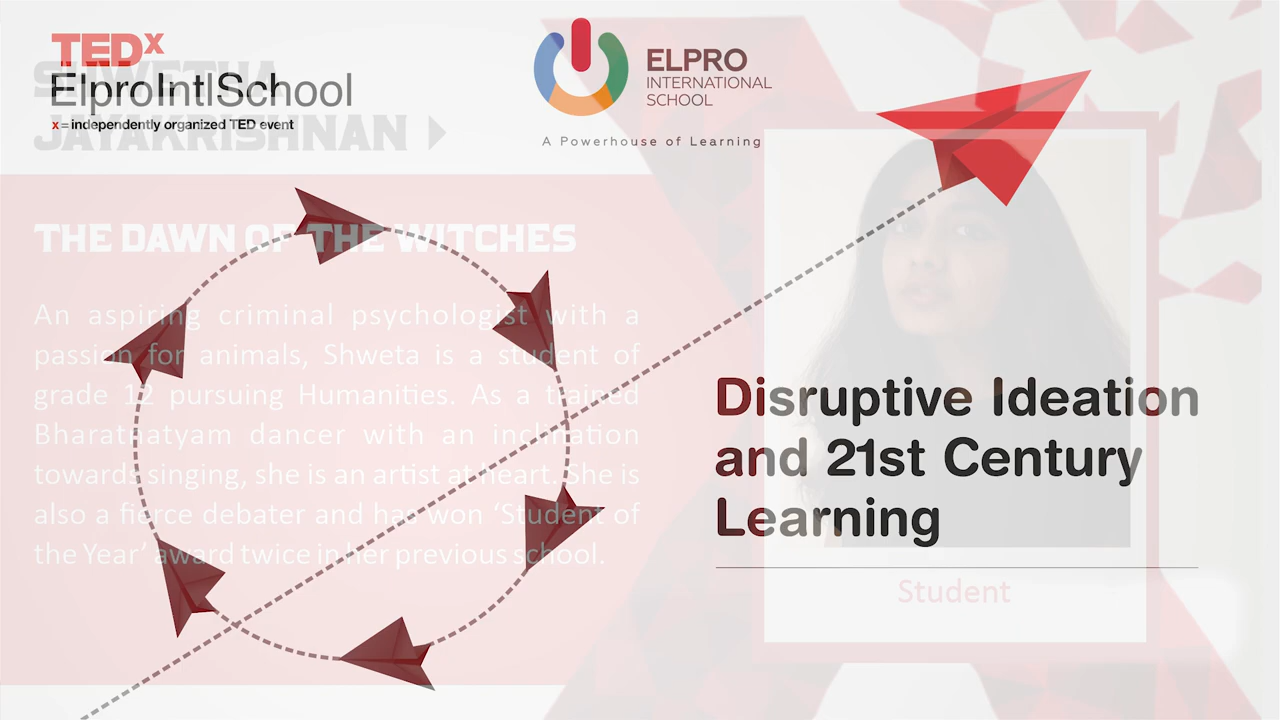 TEDx
ElproIntlSchool
x = independently organized TED event
SHWETHA
JAYAKRISHNAN
ELPRO
INTERNATIONAL
SCHOOL
A Powerhouse of Learning
THE DAWN OF THE WITCHES
An aspiring criminal psychologist with a
passion for animals, Shweta is a student of
grade 12 pursuing Humanities. As a trained
Bharatnatyam dancer with an inclination
towards singing, she is an artist at heart. She is
also a fierce debater and has won ‘Student of
the Year’ award twice in her previous school.
Disruptive Ideation
and 21st Century
Learning
Student